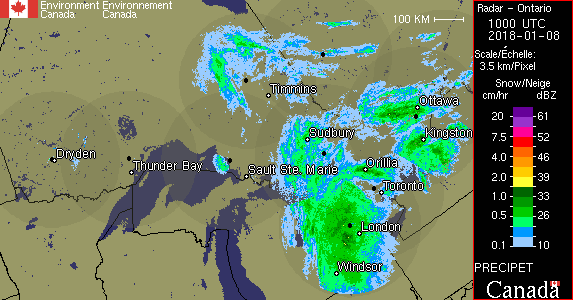 Environment Environnement
Canada Canada
100 KM
Timmins
Ottawa
Sudbury
Kingston
Dryden
Thunder Bay
Sault Ste. Marie
Orillia
Toronto
London
Windsor
Radar - Ontario
1000 UTC
2018-01-08
Scale/Échelle:
3.5 km/Pixel
Snow/Neige
cm/hr dBZ
20 61
7.5 52
4.0 46
2.0 39
1.0 33
0.5 26
0.1 10
PRECIPET
Canada